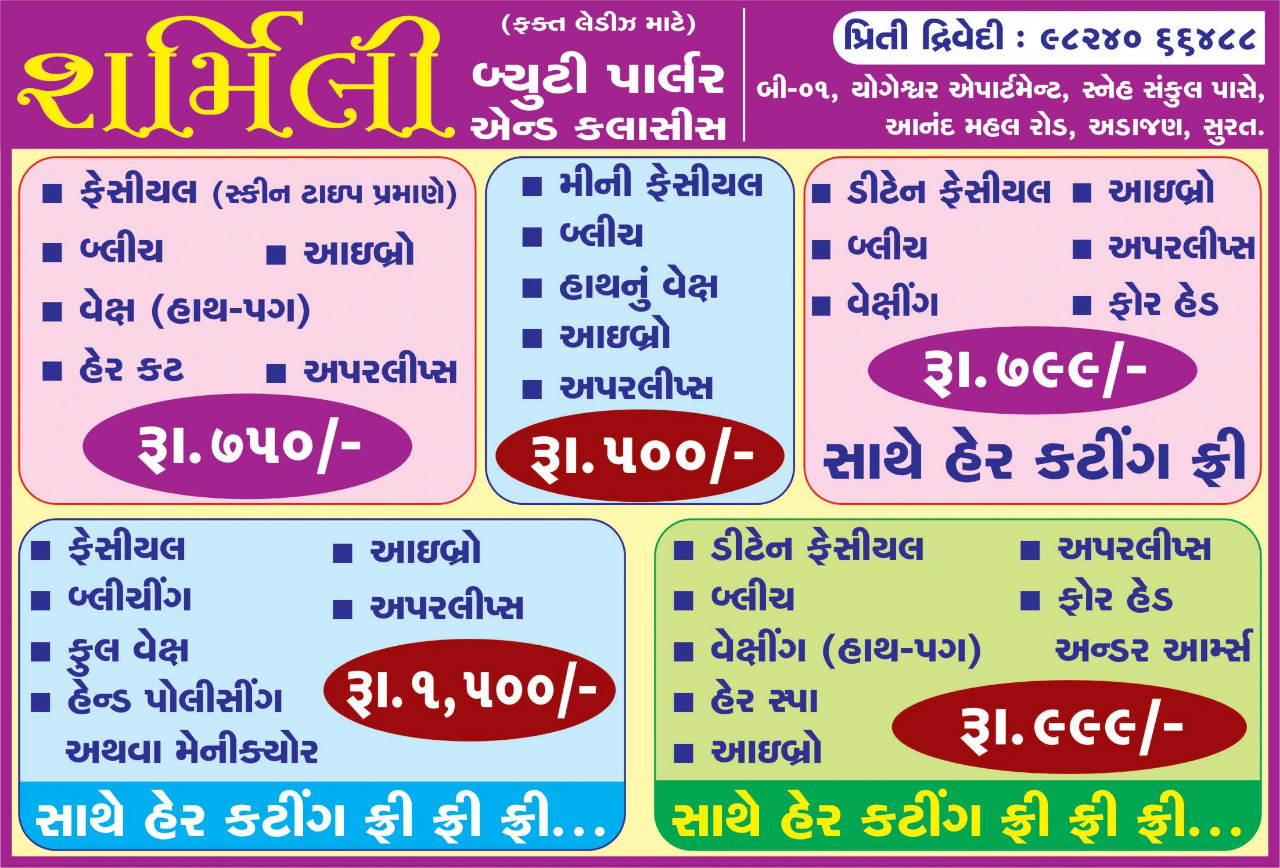 શર્મિલી
(ફક્ત લેડીઝ માટે)
બ્યુટી પાર્લર
એન્ડ કલાસીસ
પ્રિતી દ્રિવેદી : ૯૮૨૪૦ ૬૬૪૮૮
બી-૦૧, યોગેશ્વર એપાર્ટમેન્ટ, સ્નેહ સંકુલ પાસે,
આનંદ મહલ રોડ, અડાજણ, સુરત.
▪ ફેસીયલ (સ્કીન ટાઇપ પ્રમાણે)
▪ બ્લીચ ▪ આઇબ્રો
▪ વેક્ષ (હાથ-પગ)
▪ હેર કટ ▪ અપરલીપ્સ
રૂા. ૭૫૦/-
▪ મીની ફેસીયલ
▪ બ્લીચ
▪ હાથનું વેક્ષ
▪ આઇબ્રો
▪ અપરલીપ્સ
રૂા. ૫૦૦/-
▪ ડીટેન ફેસીયલ ▪ આઇબ્રો
▪ બ્લીચ ▪ અપરલીપ્સ
▪ વેક્ષીંગ ▪ ફોર હેડ
રૂા. ૭૯૯/-
સાથે હેર કટીંગ ફ્રી
▪ ફેસીયલ ▪ આઇબ્રો
▪ બ્લીચીંગ ▪ અપરલીપ્સ
▪ ફુલ વેક્ષ
▪ હેન્ડ પોલીસીંગ
અથવા મેનીક્યોર
રૂા. ૧,૫૦૦/-
સાથે હેર કટીંગ ફ્રી ફ્રી ફ્રી...
▪ ડીટેન ફેસીયલ ▪ અપરલીપ્સ
▪ બ્લીચ ▪ ફોર હેડ
▪ વેક્ષીંગ (હાથ-પગ) અન્ડર આર્મ્સ
▪ હેર સ્પા
▪ આઇબ્રો
રૂા. ૯૯૯/-
સાથે હેર કટીંગ ફ્રી ફ્રી ફ્રી...